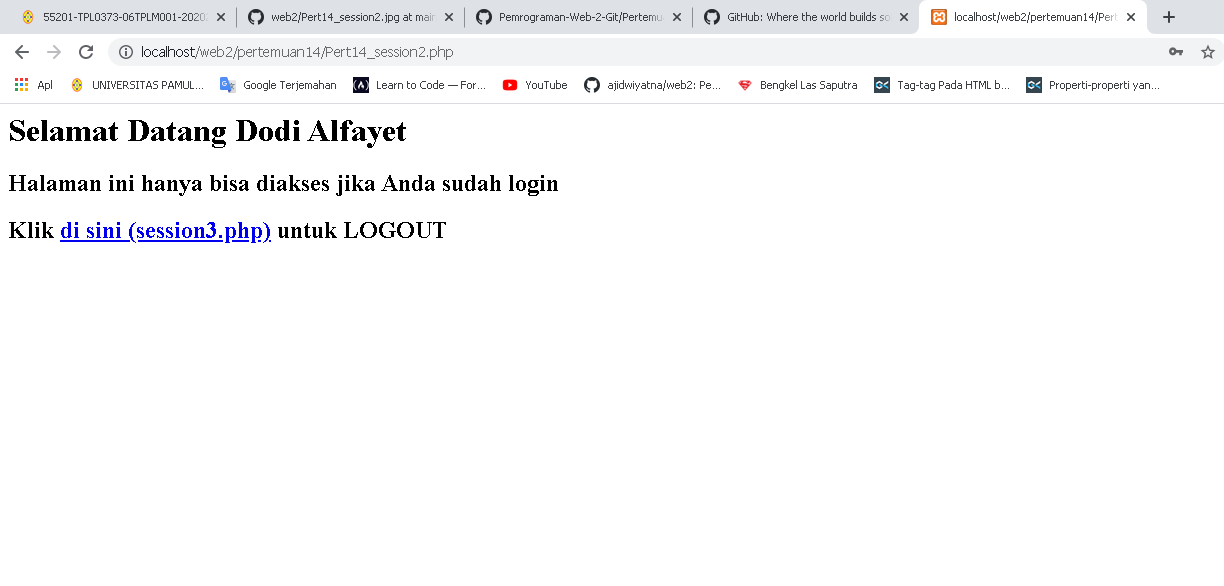 55201-TPL0373-06TPLM001-2020
web2/Pert14_session2.jpg at main
Pemrograman-Web-2-Git/Pertemu
GitHub: Where the world builds so
localhost/web2/pertemuan14/Pert
localhost/web2/pertemuan14/Pert14_session2.php
Apl
UNIVERSITAS PAMUL...
Google Terjemahan
Learn to Code — For...
YouTube
ajidwiyatna/web2: Pe...
Bengkel Las Saputra
Tag-tag Pada HTML b...
Properti-properti yan...
Selamat Datang Dodi Alfayet
Halaman ini hanya bisa diakses jika Anda sudah login
Klik di sini (session3.php) untuk LOGOUT